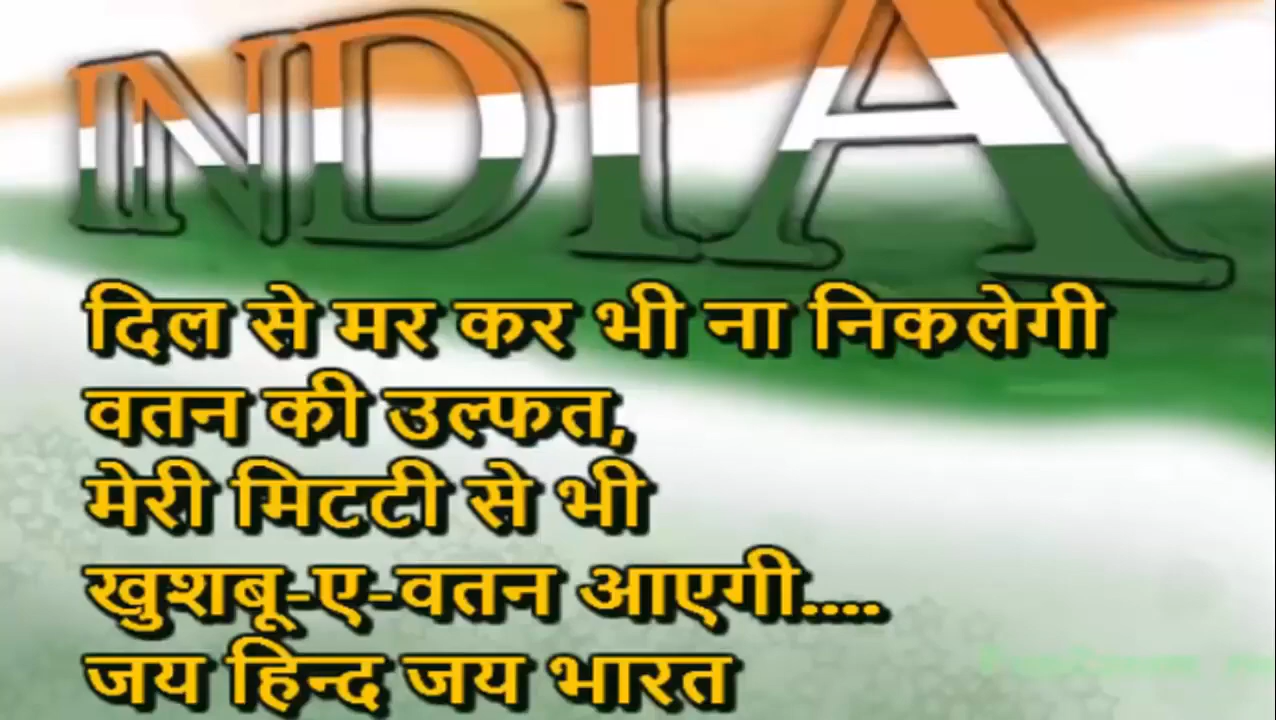 INDIA
दिल से मर कर भी ना निकलेगी
वतन की उल्फत,
मेरी मिटटी से भी
खुशबू-ए-वतन आएगी....
जय हिन्द जय भारत